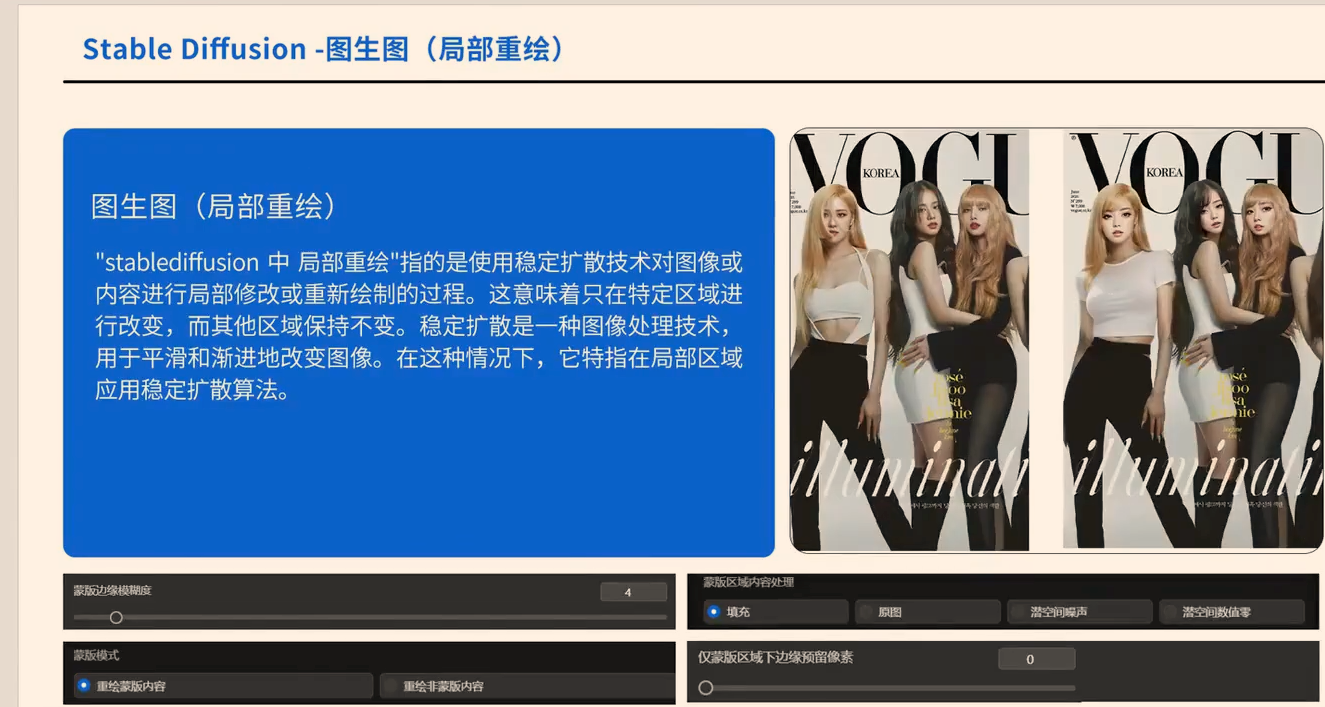 Stable Diffusion -图生图（局部重绘）
图生图（局部重绘）
"stablediffusion 中 局部重绘"指的是使用稳定扩散技术对图像或
内容进行局部修改或重新绘制的过程。这意味着只在特定区域进
行改变，而其他区域保持不变。稳定扩散是一种图像处理技术，
用于平滑和渐进地改变图像。在这种情况下，它特指在局部区域
应用稳定扩散算法。
VOGU
KOREA
illuminati
VOGU
KOREA
illuminati
蒙版边缘模糊度
4
蒙版区域内容处理
填充
原图
潜空间噪声
潜空间数值零
蒙版模式
重绘蒙版内容
重绘非蒙版内容
仅蒙版区域下边缘预留像素
0